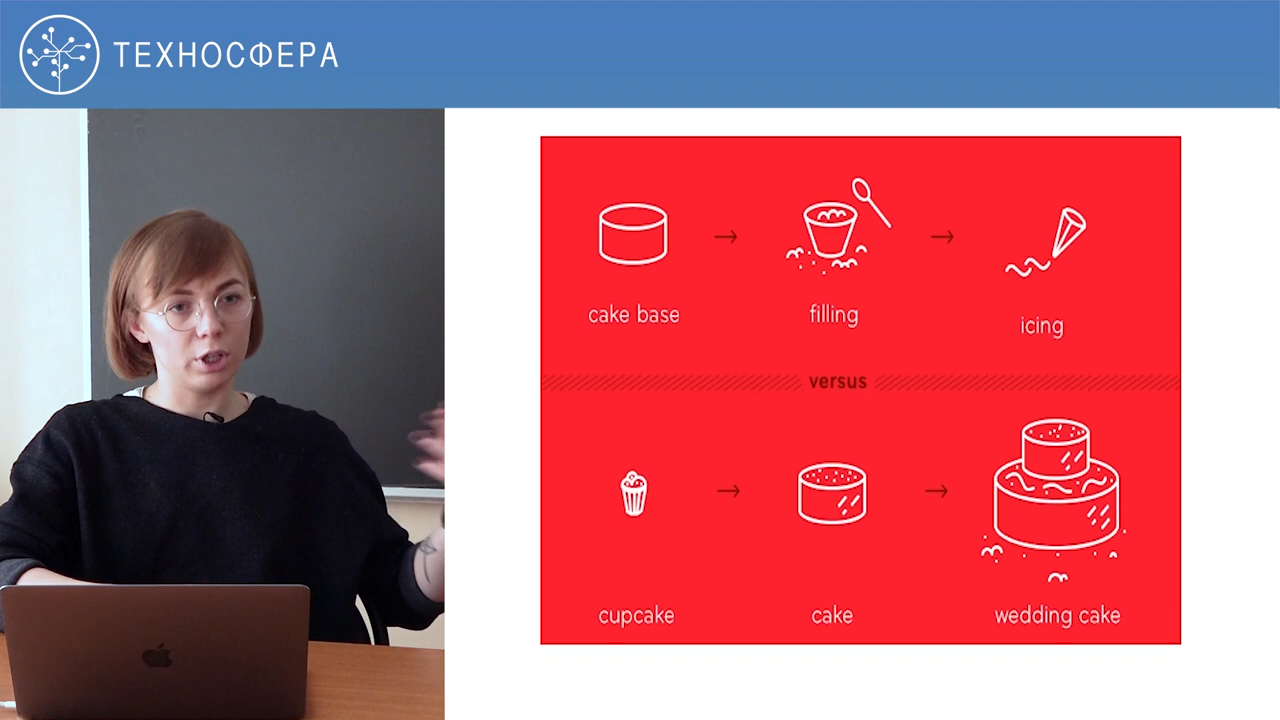 ТЕХНОСФЕРА
cake base
filling
icing
versus
cupcake
cake
wedding cake